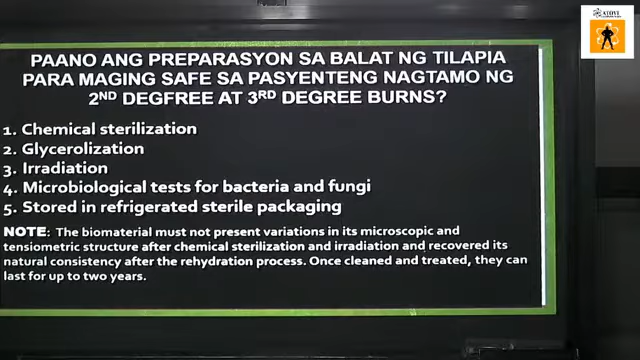 PAANO ANG PREPARASYON SA BALAT NG TILAPIA
PARA MAGING SAFE SA PASYENTENG NAGTAMO NG
2ND DEGFREE AT 3RD DEGREE BURNS?
1. Chemical sterilization
2. Glycerolization
3. Irradiation
4. Microbiological tests for bacteria and fungi
5. Stored in refrigerated sterile packaging
NOTE: The biomaterial must not present variations in its microscopic and
tensiometric structure after chemical sterilization and irradiation and recovered its
natural consistency after the rehydration process. Once cleaned and treated, they can
last for up to two years.